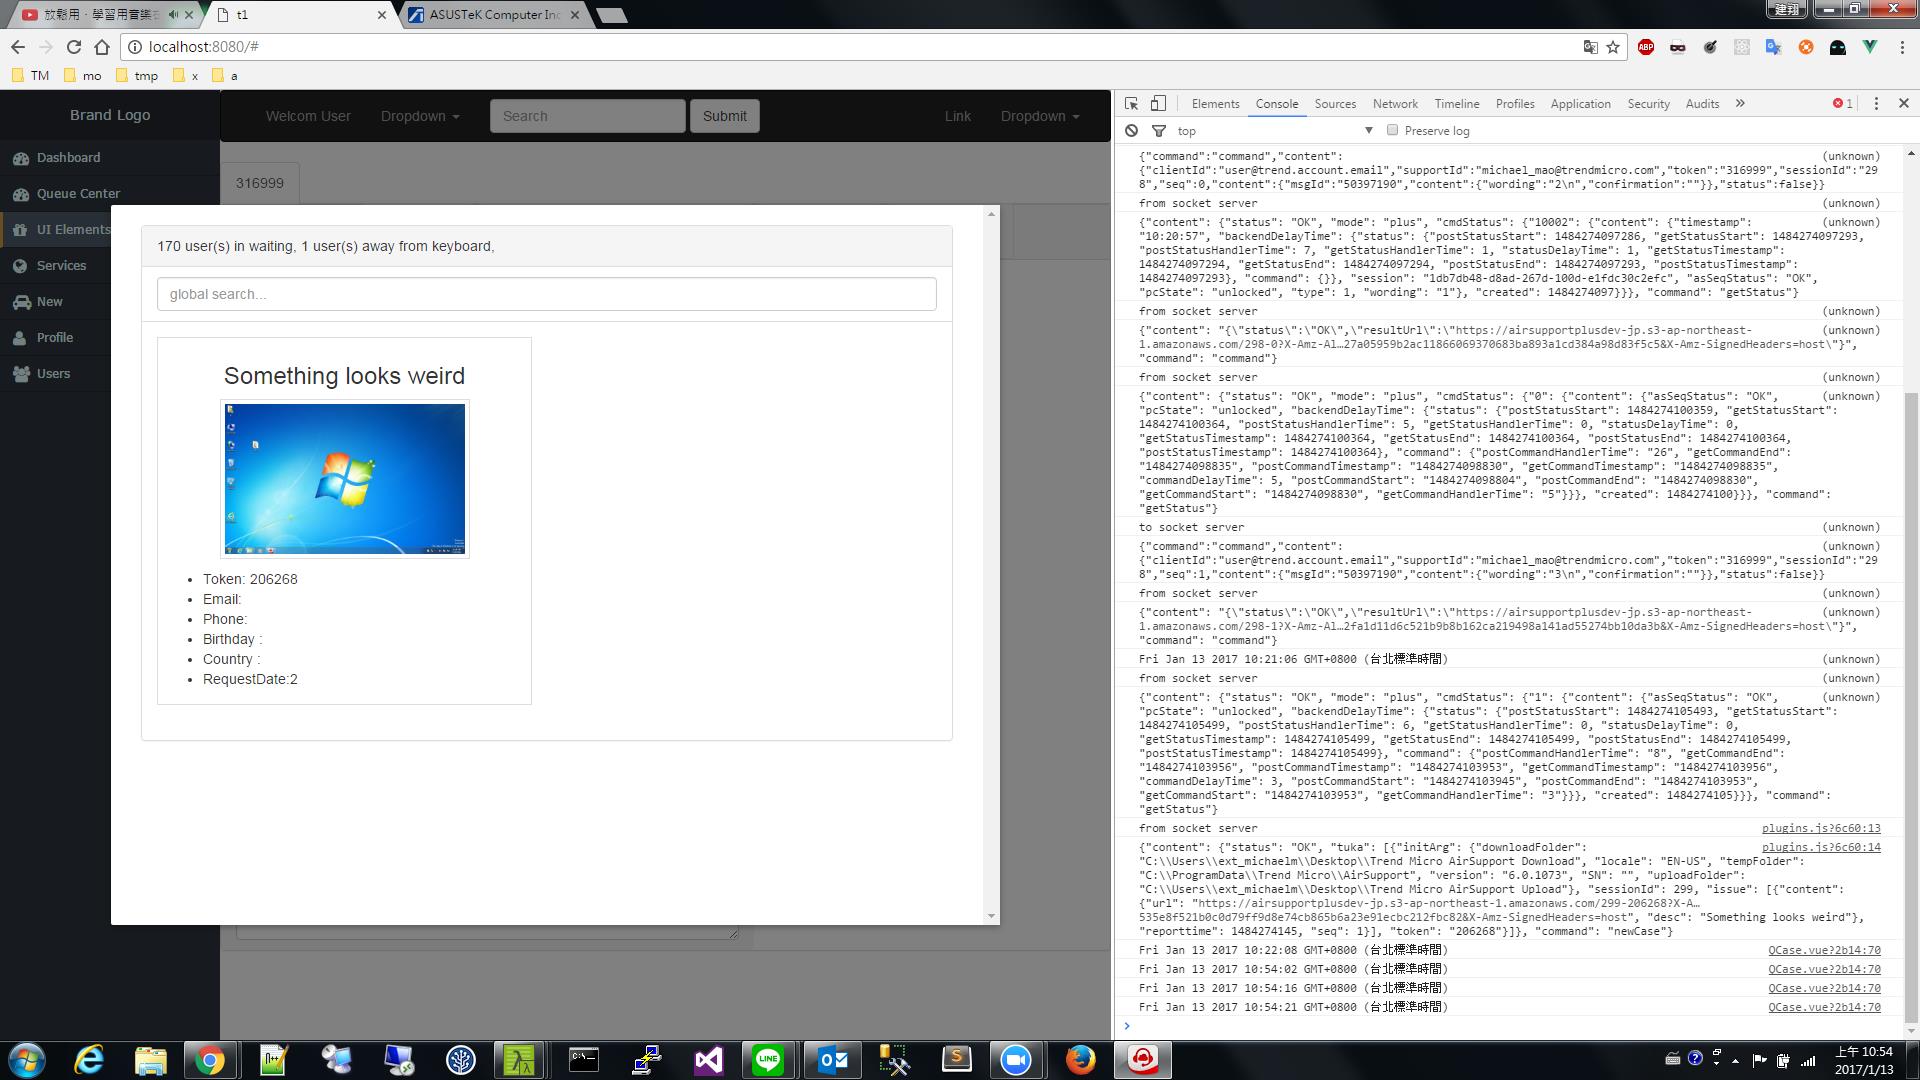 放鬆用·學習用音樂
t1
ASUSTeK Computer Inc
建翔
localhost:8080/#
TM
mo
tmp
x
a
Brand Logo
Welcom User
Dropdown
Search
Submit
Link
Dropdown
Dashboard
Queue Center
UI Elements
Services
New
Profile
Users
316999
170 user(s) in waiting, 1 user(s) away from keyboard,
global search...
Something looks weird
Token: 206268
Email:
Phone:
Birthday :
Country :
RequestDate:2
Elements Console Sources Network Timeline Profiles Application Security Audits » 1
top
Preserve log
{"command":"command","content": (unknown)
{"clientId":"user@trend.account.email","supportId":"michael_mao@trendmicro.com","token":"316999","sessionId":"29
8","seq":0,"content":{"msgId":"50397190","content":{"wording":"2\n","confirmation":""}},"status":false}}
from socket server (unknown)
{"content": {"status": "OK", "mode": "plus", "cmdStatus": {"10002": {"content": {"timestamp": (unknown)
"10:20:57", "backendDelayTime": {"status": {"postStatusStart": 1484274097286, "getStatusStart": 1484274097293,
"postStatusHandlerTime": 7, "getStatusHandlerTime": 1, "statusDelayTime": 1, "getStatusTimestamp":
1484274097294, "getStatusEnd": 1484274097294, "postStatusEnd": 1484274097293, "postStatusTimestamp":
1484274097293}, "command": {}}, "session": "1db7db48-d8ad-267d-100d-e1fdc30c2efc", "asSeqStatus": "OK",
"pcState": "unlocked", "type": 1, "wording": "1"}, "created": 1484274097}}}, "command": "getStatus"}
from socket server (unknown)
{"content": "{\"status\":\"OK\",\"resultUrl\":\"https://airsupportplusdev-jp.s3-ap-northeast- (unknown)
1.amazonaws.com/298-0?X-Amz-Al…27a05959b2ac11866069370683ba893a1cd384a98d83f5c5&X-Amz-SignedHeaders=host\"}",
"command": "command"}
from socket server (unknown)
{"content": {"status": "OK", "mode": "plus", "cmdStatus": {"0": {"content": {"asSeqStatus": "OK", (unknown)
"pcState": "unlocked", "backendDelayTime": {"status": {"postStatusStart": 1484274100359, "getStatusStart":
1484274100364, "postStatusHandlerTime": 5, "getStatusHandlerTime": 0, "statusDelayTime": 0,
"getStatusTimestamp": 1484274100364, "getStatusEnd": 1484274100364, "postStatusEnd": 1484274100364,
"postStatusTimestamp": 1484274100364}, "command": {"postCommandHandlerTime": "26", "getCommandEnd":
"1484274098835", "postCommandTimestamp": "1484274098830", "getCommandTimestamp": "1484274098835",
"commandDelayTime": 5, "postCommandStart": "1484274098804", "postCommandEnd": "1484274098830",
"getCommandStart": "1484274098830", "getCommandHandlerTime": "5"}}}, "created": 1484274100}}}, "command":
"getStatus"}
to socket server (unknown)
{"command":"command","content": (unknown)
{"clientId":"user@trend.account.email","supportId":"michael_mao@trendmicro.com","token":"316999","sessionId":"29
8","seq":1,"content":{"msgId":"50397190","content":{"wording":"3\n","confirmation":""}},"status":false}}
from socket server (unknown)
{"content": "{\"status\":\"OK\",\"resultUrl\":\"https://airsupportplusdev-jp.s3-ap-northeast- (unknown)
1.amazonaws.com/298-1?X-Amz-Al…2fa1d11d6c521b9b8b162ca219498a141ad55274bb10da3b&X-Amz-SignedHeaders=host\"}",
"command": "command"}
Fri Jan 13 2017 10:21:06 GMT+0800 (台北標準時間) (unknown)
from socket server (unknown)
{"content": {"status": "OK", "mode": "plus", "cmdStatus": {"1": {"content": {"asSeqStatus": "OK", (unknown)
"pcState": "unlocked", "backendDelayTime": {"status": {"postStatusStart": 1484274105493, "getStatusStart":
1484274105499, "postStatusHandlerTime": 6, "getStatusHandlerTime": 0, "statusDelayTime": 0,
"getStatusTimestamp": 1484274105499, "getStatusEnd": 1484274105499, "postStatusEnd": 1484274105499,
"postStatusTimestamp": 1484274105499}, "command": {"postCommandHandlerTime": "8", "getCommandEnd":
"1484274103956", "postCommandTimestamp": "1484274103953", "getCommandTimestamp": "1484274103956",
"commandDelayTime": 3, "postCommandStart": "1484274103945", "postCommandEnd": "1484274103953",
"getCommandStart": "1484274103953", "getCommandHandlerTime": "3"}}}, "created": 1484274105}}}, "command":
"getStatus"}
from socket server plugins.js?6c60:13
{"content": {"status": "OK", "tuka": [{"initArg": {"downloadFolder": plugins.js?6c60:14
"C:\\Users\\ext_michaelm\\Desktop\\Trend Micro AirSupport Download", "locale": "EN-US", "tempFolder":
"C:\\ProgramData\\Trend Micro\\AirSupport", "version": "6.0.1073", "SN": "", "uploadFolder":
"C:\\Users\\ext_michaelm\\Desktop\\Trend Micro AirSupport Upload"}, "sessionId": 299, "issue": [{"content":
{"url": "https://airsupportplusdev-jp.s3-ap-northeast-1.amazonaws.com/299-206268?X-A…
535e8f521b0c0d79ff9d8e74cb865b6a23e91ecbc212fbc82&X-Amz-SignedHeaders=host", "desc": "Something looks weird"},
"reporttime": 1484274145, "seq": 1}], "token": "206268"}]}, "command": "newCase"}
Fri Jan 13 2017 10:22:08 GMT+0800 (台北標準時間) QCase.vue?2b14:70
Fri Jan 13 2017 10:54:02 GMT+0800 (台北標準時間) QCase.vue?2b14:70
Fri Jan 13 2017 10:54:16 GMT+0800 (台北標準時間) QCase.vue?2b14:70
Fri Jan 13 2017 10:54:21 GMT+0800 (台北標準時間) QCase.vue?2b14:70
上午 10:54
2017/1/13